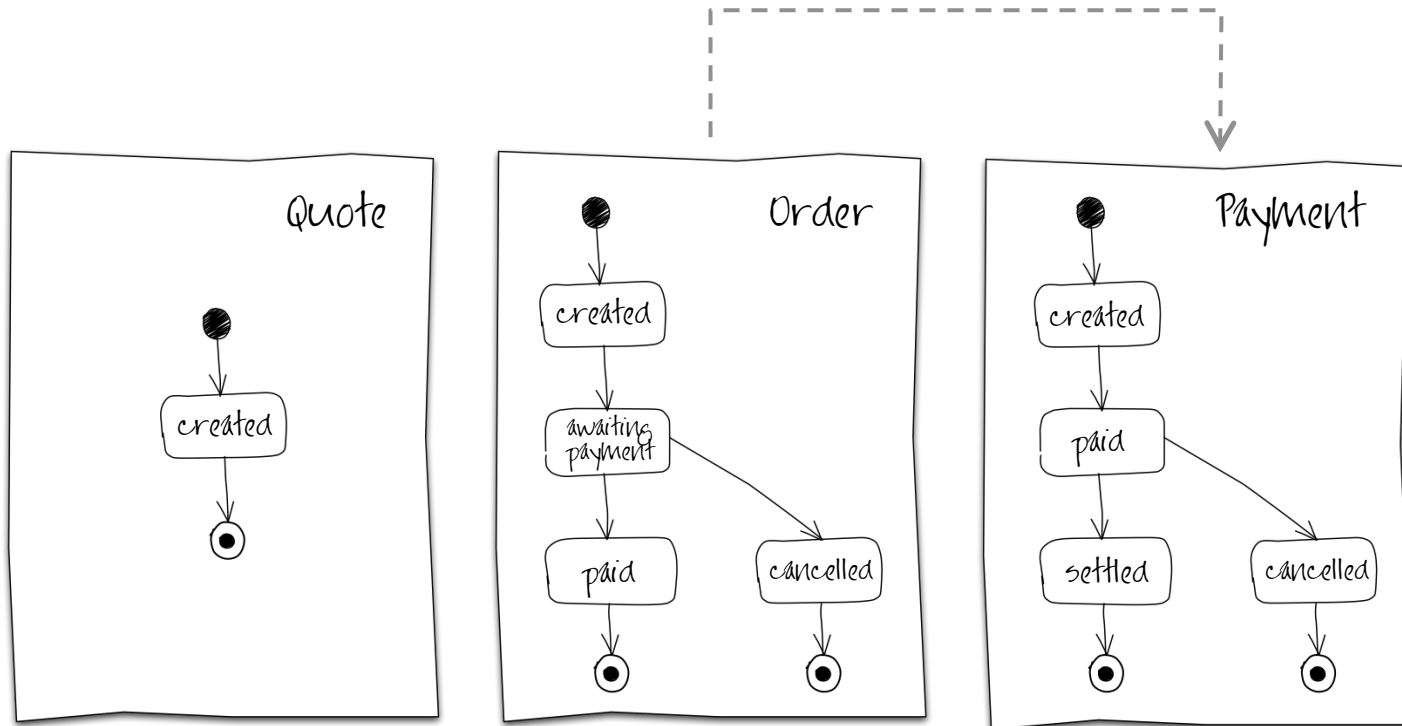 Quote
created
Order
created
awaiting
payment
paid
cancelled
Payment
created
paid
settled
cancelled